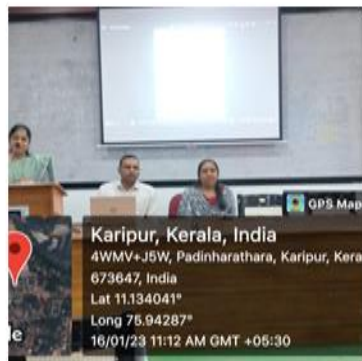 GPS Map
Karipur, Kerala, India
4WMV+J5W, Padinharathara, Karipur, Kera
673647, India
Lat 11.134041°
Long 75.94287°
16/01/23 11:12 AM GMT +05:30
le